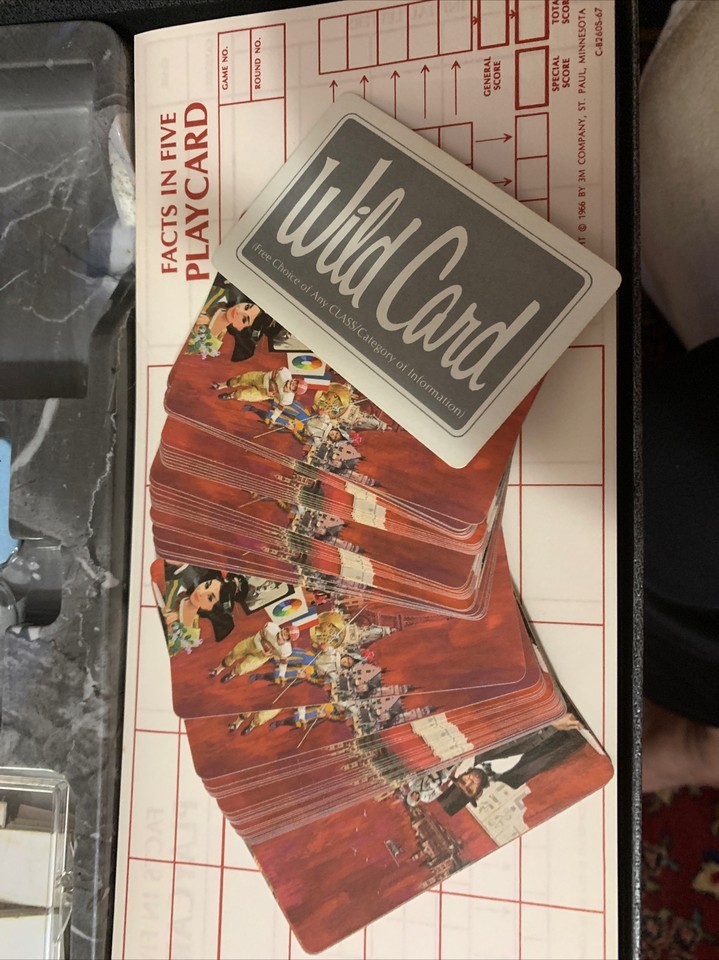 FACTS IN FIVE
PLAYCARD
GAME NO.
ROUND NO.
GENERAL
SCORE
SPECIAL
SCORE
TOTAL
© 1966 BY 3M COMPANY, ST. PAUL, MINNESOTA
C-82605-67
Wild Card
(Free Choice of Any CLASS/Category of Information)